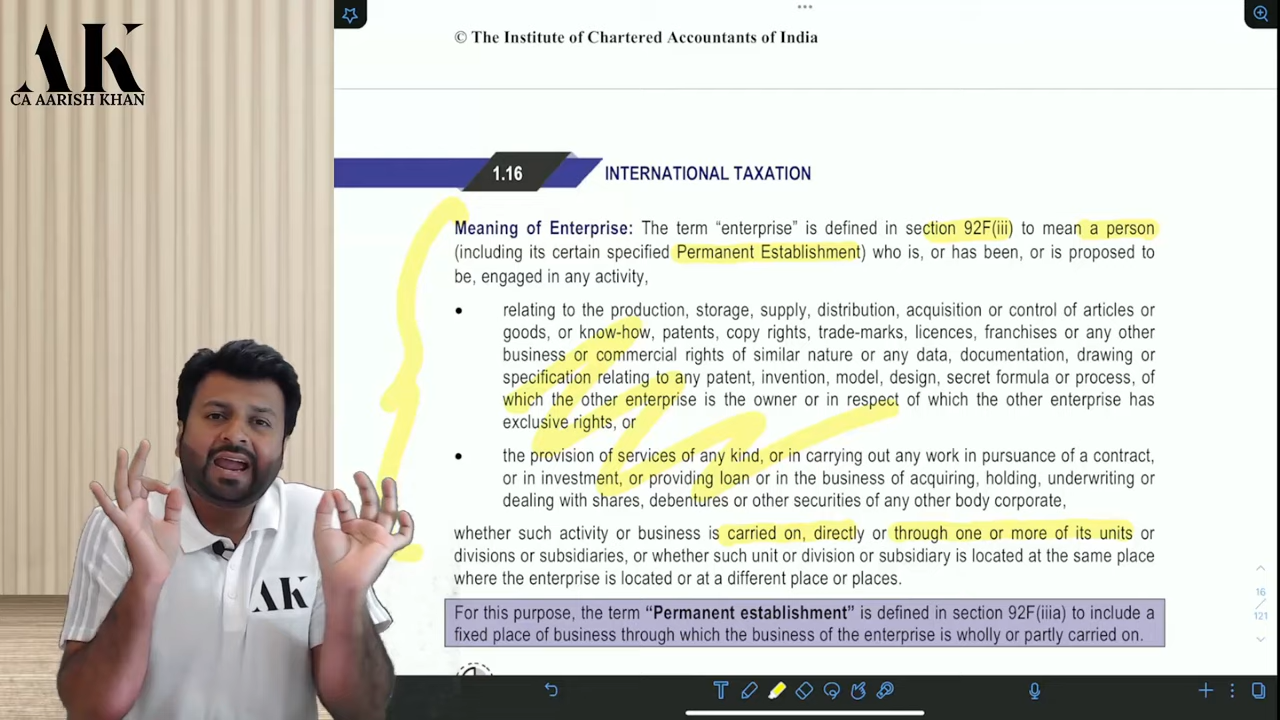 AK
CA AARISH KHAN
© The Institute of Chartered Accountants of India
1.16 INTERNATIONAL TAXATION
Meaning of Enterprise: The term “enterprise” is defined in section 92F(iii) to mean a person
(including its certain specified Permanent Establishment) who is, or has been, or is proposed to
be, engaged in any activity,
• relating to the production, storage, supply, distribution, acquisition or control of articles or
goods, or know-how, patents, copy rights, trade-marks, licences, franchises or any other
business or commercial rights of similar nature or any data, documentation, drawing or
specification relating to any patent, invention, model, design, secret formula or process, of
which the other enterprise is the owner or in respect of which the other enterprise has
exclusive rights, or
• the provision of services of any kind, or in carrying out any work in pursuance of a contract,
or in investment, or providing loan or in the business of acquiring, holding, underwriting or
dealing with shares, debentures or other securities of any other body corporate,
whether such activity or business is carried on, directly or through one or more of its units or
divisions or subsidiaries, or whether such unit or division or subsidiary is located at the same place
where the enterprise is located or at a different place or places.
For this purpose, the term “Permanent establishment” is defined in section 92F(iiia) to include a
fixed place of business through which the business of the enterprise is wholly or partly carried on.
AK
16
121